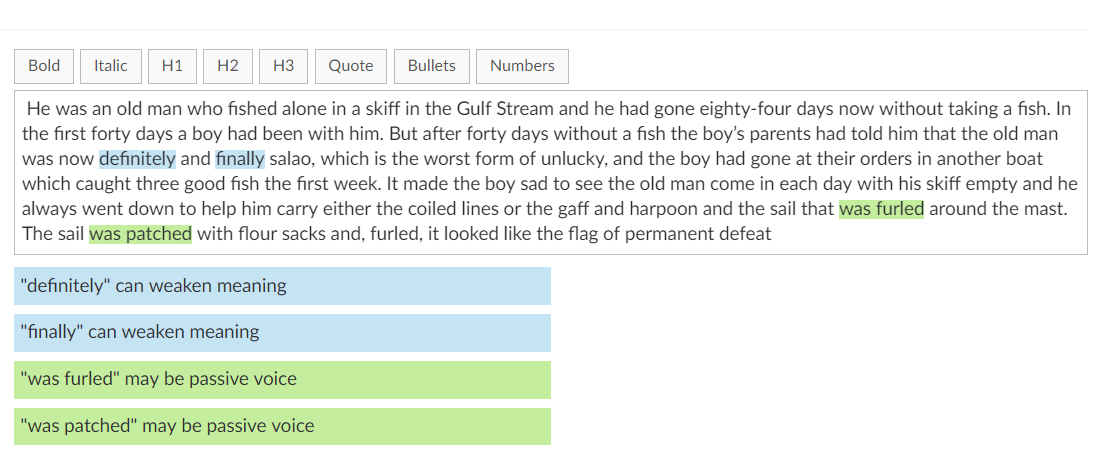 Bold Italic H1 H2 H3 Quote Bullets Numbers
He was an old man who fished alone in a skiff in the Gulf Stream and he had gone eighty-four days now without taking a fish. In
the first forty days a boy had been with him. But after forty days without a fish the boy’s parents had told him that the old man
was now definitely and finally salao, which is the worst form of unlucky, and the boy had gone at their orders in another boat
which caught three good fish the first week. It made the boy sad to see the old man come in each day with his skiff empty and he
always went down to help him carry either the coiled lines or the gaff and harpoon and the sail that was furled around the mast.
The sail was patched with flour sacks and, furled, it looked like the flag of permanent defeat
"definitely" can weaken meaning
"finally" can weaken meaning
"was furled" may be passive voice
"was patched" may be passive voice